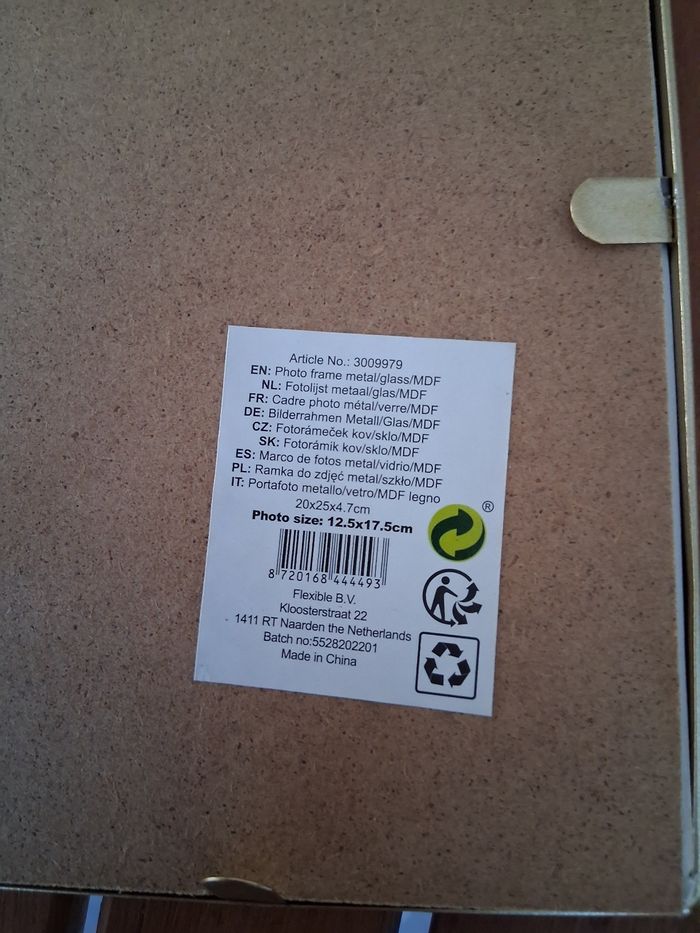 Article No.: 3009979
EN: Photo frame metal/glass/MDF
NL: Fotolijst metaal/glas/MDF
FR: Cadre photo métal/verre/MDF
DE: Bilderrahmen Metall/Glas/MDF
CZ: Fotorámeček kov/sklo/MDF
SK: Fotorámik kov/sklo/MDF
ES: Marco de fotos metal/vidrio/MDF
PL: Ramka do zdjęć metal/szkło/MDF
IT: Portafoto metallo/vetro/MDF legno
20x25x4.7cm
Photo size: 12.5x17.5cm
®
8 720168 444493
Flexible B.V.
Kloosterstraat 22
1411 RT Naarden the Netherlands
Batch no:5528202201
Made in China